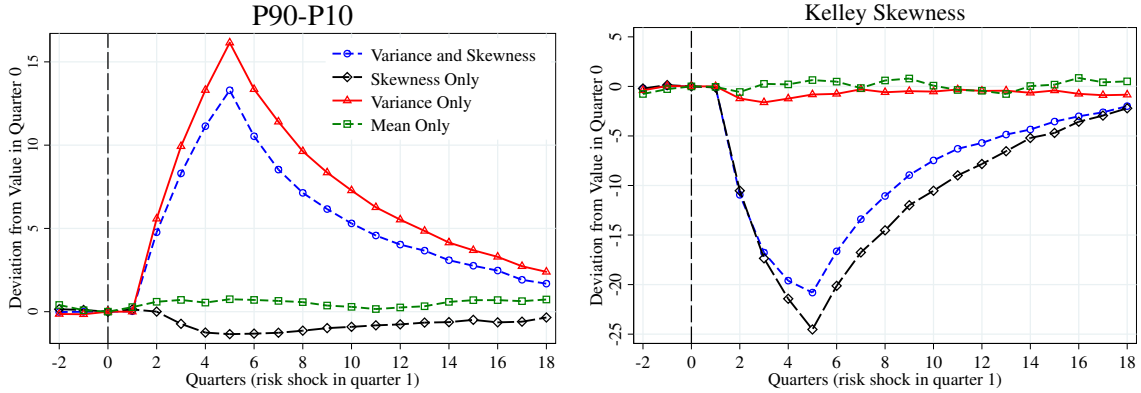 P90-P10
Deviation from Value in Quarter 0
15
10
5
0
Variance and Skewness
Skewness Only
Variance Only
Mean Only
-2 0 2 4 6 8 10 12 14 16 18
Quarters (risk shock in quarter 1)
Kelley Skewness
Deviation from Value in Quarter 0
5
0
-5
-10
-15
-20
-25
-2 0 2 4 6 8 10 12 14 16 18
Quarters (risk shock in quarter 1)